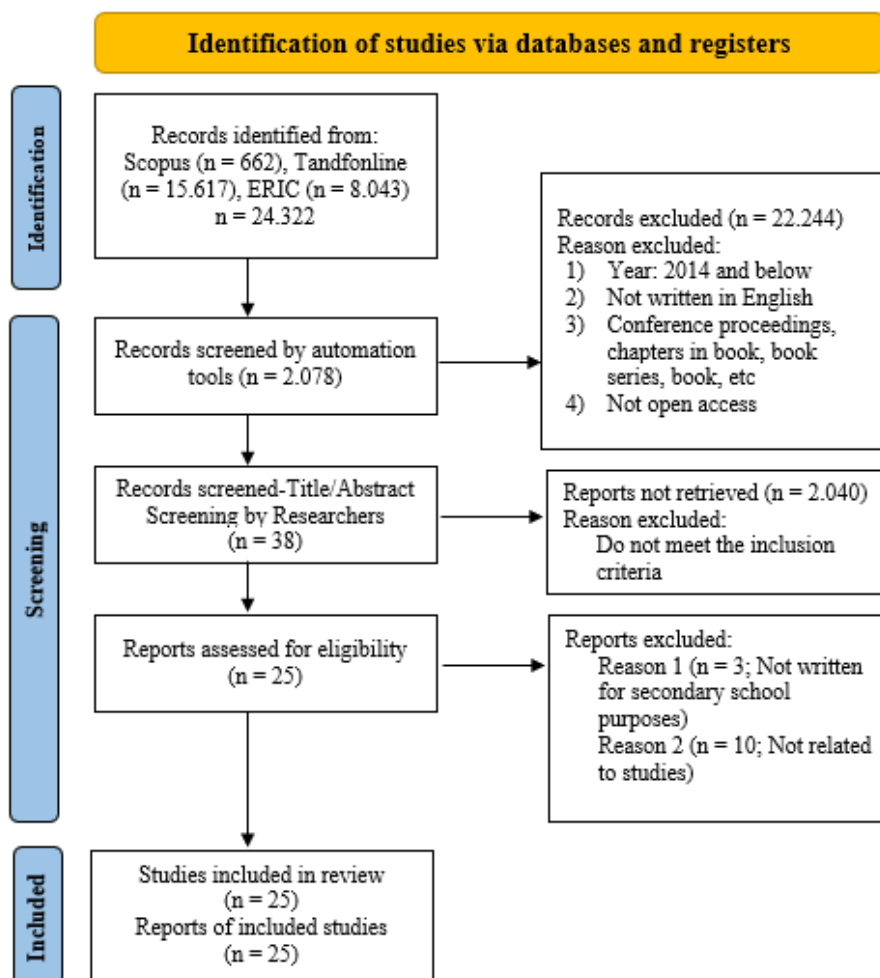 Identification of studies via databases and registers
Identification
Records identified from:
Scopus (n = 662), Tandfonline
(n = 15.617), ERIC (n = 8.043)
n = 24.322
Records excluded (n = 22.244)
Reason excluded:
1) Year: 2014 and below
2) Not written in English
3) Conference proceedings,
chapters in book, book
series, book, etc
4) Not open access
Screening
Records screened by automation
tools (n = 2.078)
Records screened-Title/Abstract
Screening by Researchers
(n = 38)
Reports not retrieved (n = 2.040)
Reason excluded:
Do not meet the inclusion
criteria
Reports assessed for eligibility
(n = 25)
Reports excluded:
Reason 1 (n = 3; Not written
for secondary school
purposes)
Reason 2 (n = 10; Not related
to studies)
Included
Studies included in review
(n = 25)
Reports of included studies
(n = 25)